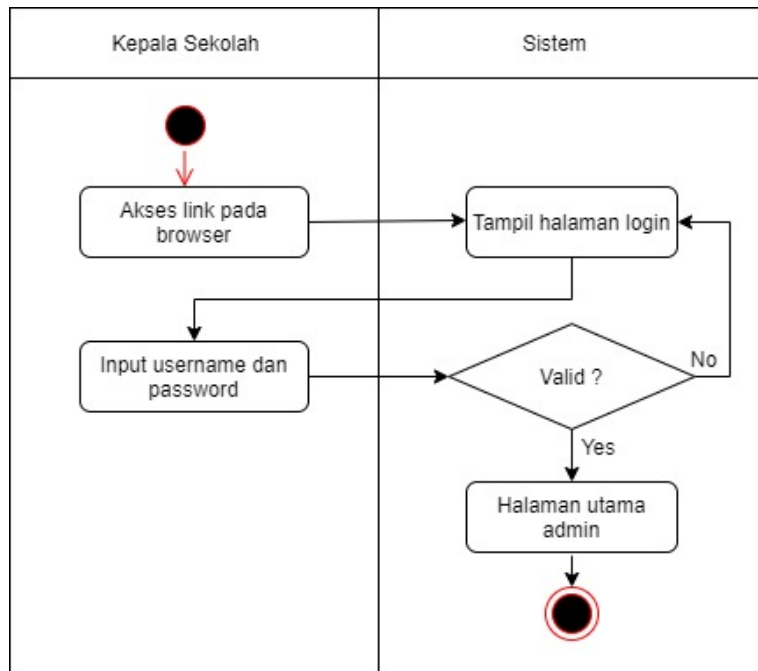 Kepala Sekolah
Sistem
Akses link pada
browser
Tampil halaman login
Input username dan
password
Valid ?
No
Yes
Halaman utama
admin